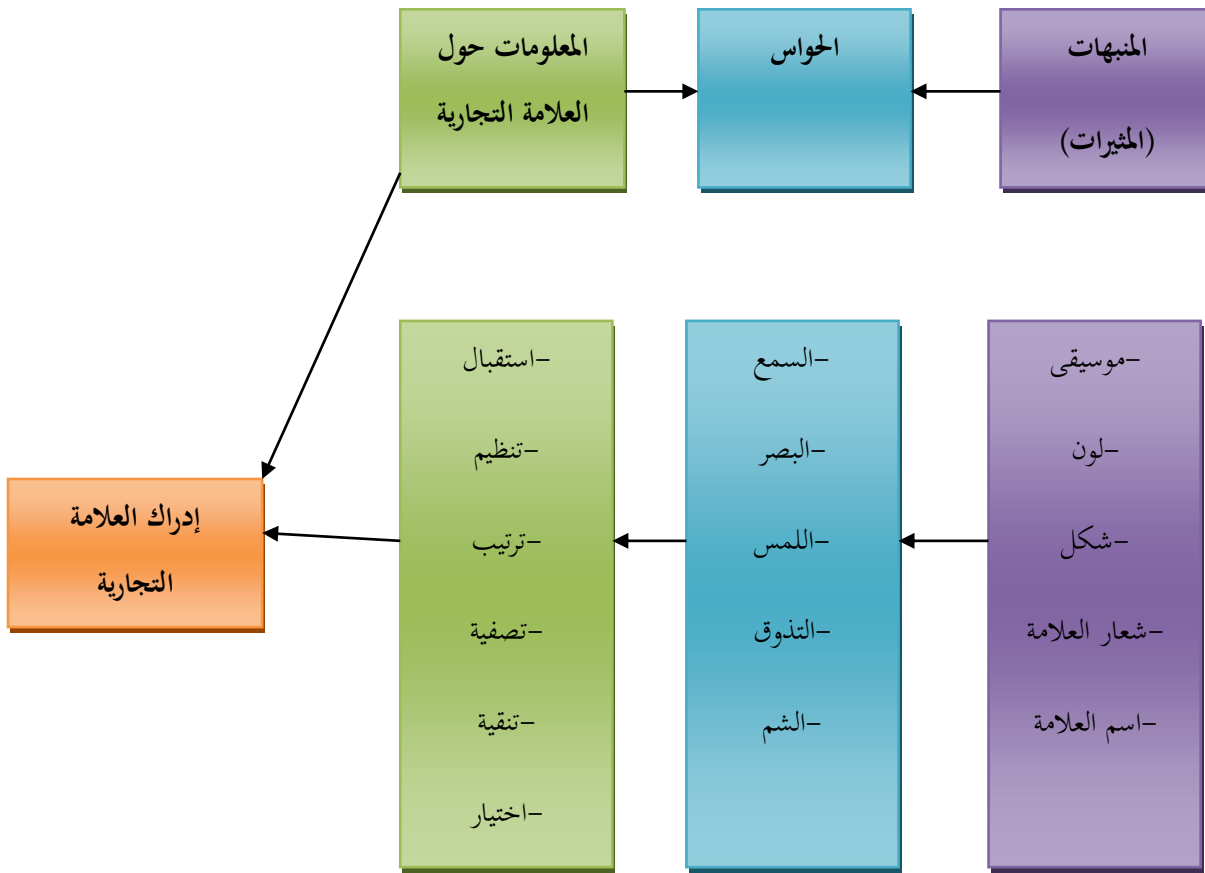 المنبهات
(المثيرات)
الحواس
المعلومات حول
العلامة التجارية
-موسيقى
-لون
-شكل
-شعار العلامة
-اسم العلامة
-السمع
-البصر
-اللمس
-التذوق
-الشم
-استقبال
-تنظيم
-ترتيب
-تصفية
-تنقية
-اختيار
إدراك العلامة
التجارية